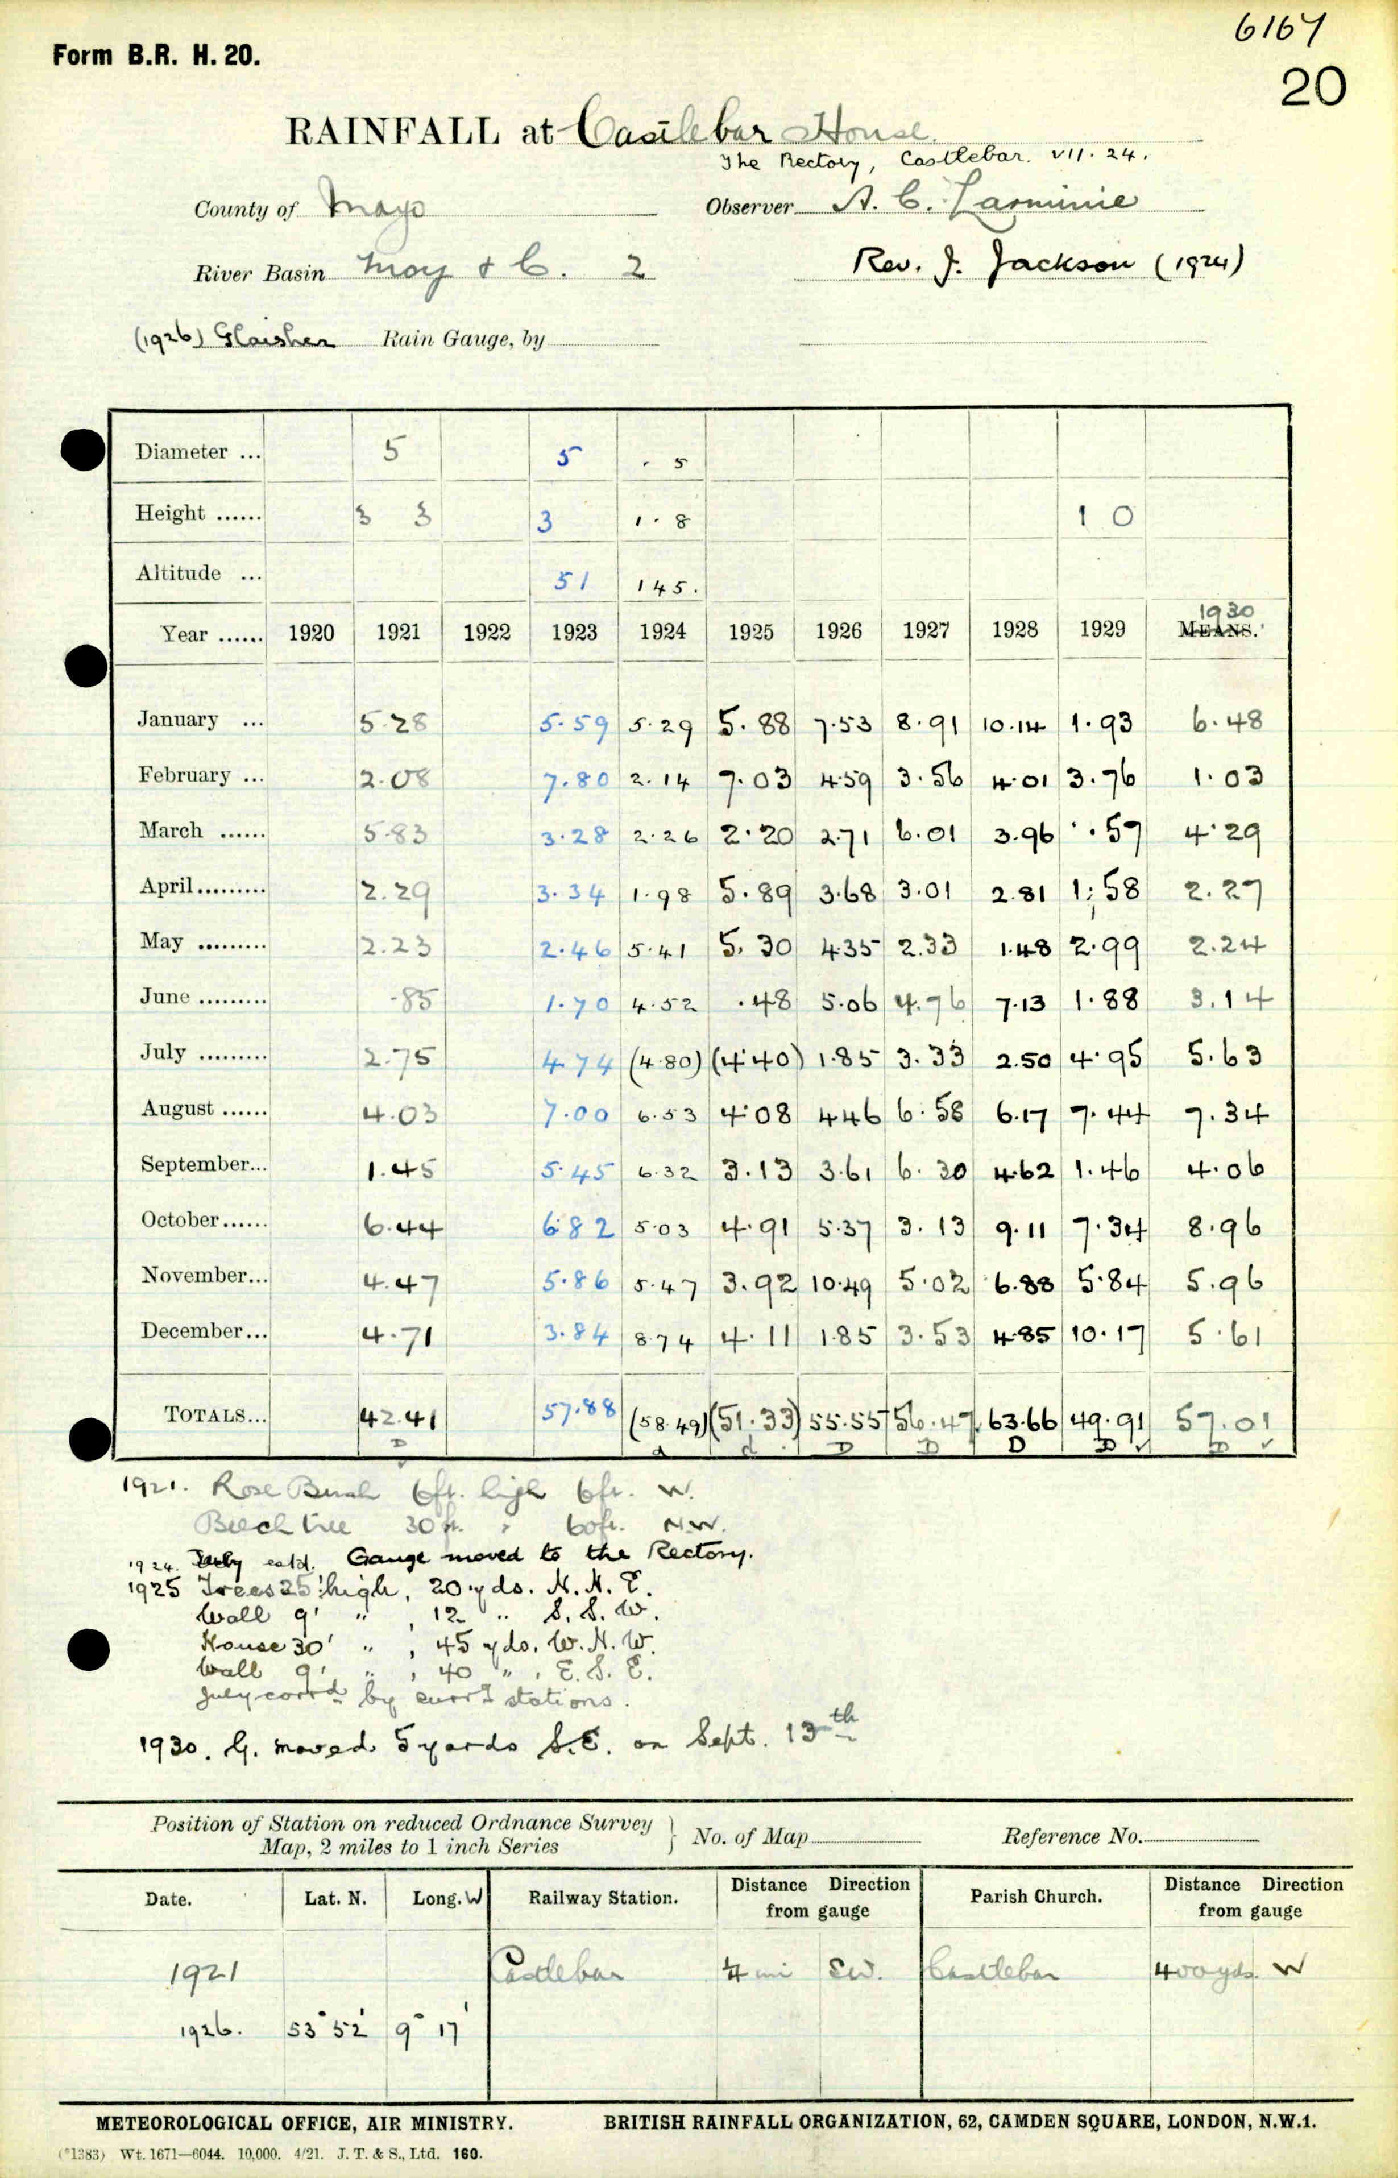 6167
Form B.R. H. 20.
20
RAINFALL at Castlebar House
The Rectory, Castlebar. VII. 24.
County of Mayo Observer A. C. Larminie
River Basin Moy & C. 2 Rev. J. Jackson (1924)
(1926) Glaisher Rain Gauge, by
Diameter ... 5 5 5
Height ...... 3 3 3 1 . 8 1 0
Altitude ... 51 145.
1930
Year ...... 1920 1921 1922 1923 1924 1925 1926 1927 1928 1929 MEANS.
January ... 5.28 5.59 5.29 5.88 7.53 8.91 10.14 1.93 6.48
February ... 2.08 7.80 2.14 7.03 4.59 3.56 4.01 3.76 1.03
March ...... 5.83 3.28 2.26 2.20 2.71 6.01 3.96 .57 4.29
April......... 2.29 3.34 1.98 5.89 3.68 3.01 2.81 1.58 2.27
May ......... 2.23 2.46 5.41 5.30 4.35 2.33 1.48 2.99 2.24
June ......... .85 1.70 4.52 .48 5.06 4.76 7.13 1.88 3.14
July ......... 2.75 4.74 (4.80) (4.40) 1.85 3.33 2.50 4.95 5.63
August ...... 4.03 7.00 6.53 4.08 4.46 6.58 6.17 7.44 7.34
September... 1.45 5.45 6.32 3.13 3.61 6.30 4.62 1.46 4.06
October...... 6.44 6.82 5.03 4.91 5.37 3.13 9.11 7.34 8.96
November... 4.47 5.86 5.47 3.92 10.49 5.02 6.88 5.84 5.96
December... 4.71 3.84 8.74 4.11 1.85 3.53 4.85 10.17 5.61
TOTALS... 42.41 57.88 (58.49) (51.33) 55.55 56.47 63.66 49.91 57.01
D d d D D D D ✓ D ✓
1921. Rose Bush 6ft. high 6ft. W.
Beech tree 30ft. " 60ft. N.W.
1924. July estd. Gauge moved to the Rectory.
1925 Trees 25' high, 20 yds. N.N.E.
Wall 9' " , 12 " S.S.W.
House 30' " , 45 yds. W.N.W.
Wall 9' " , 40 " , E.S.E.
July corrd by surrg stations.
1930. G. moved 5 yards S.E. on Sept. 13th
Position of Station on reduced Ordnance Survey Map, 2 miles to 1 inch Series } No. of Map Reference No.
Date. Lat. N. Long. W Railway Station. Distance Direction from gauge Parish Church. Distance Direction from gauge
1921 Castlebar mi SW. Castlebar 400 yds. W
1926. 53° 52' 9° 17'
METEOROLOGICAL OFFICE, AIR MINISTRY. BRITISH RAINFALL ORGANIZATION, 62, CAMDEN SQUARE, LONDON, N.W.1.
(*1383) Wt. 1671—6044. 10,000. 4/21. J. T. & S., Ltd. 160.